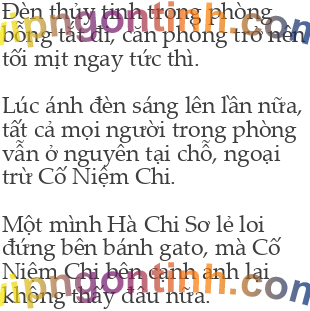 Đèn thủy tinh trong phòng
bỗng tắt đi, căn phòng trở nên
tối mịt ngay tức thì.
Lúc ánh đèn sáng lên lần nữa,
tất cả mọi người trong phòng
vẫn ở nguyên tại chỗ, ngoại
trừ Cố Niệm Chi.
Một mình Hà Chi Sơ lẻ loi
đứng bên bánh gato, mà Cố
Niệm Chi bên cạnh anh lại
không thấy đâu nữa.